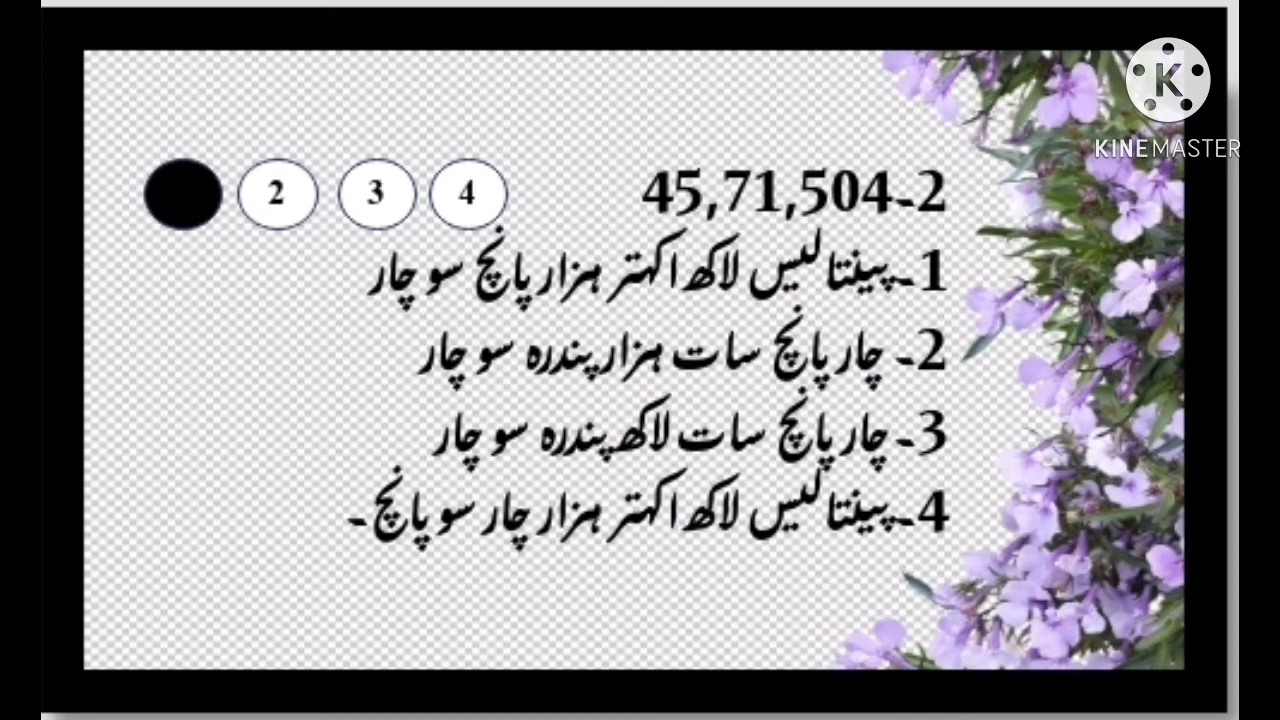 2۔45,71,504
2 3 4
1۔پینتالیس لاکھ اکہتر ہزار پانچ سو چار
2۔ چار پانچ سات ہزار پندرہ سو چار
3۔ چار پانچ سات لاکھ پندرہ سو چار
4۔پینتالیس لاکھ اکہتر ہزار چار سو پانچ۔
K
KINEMASTER